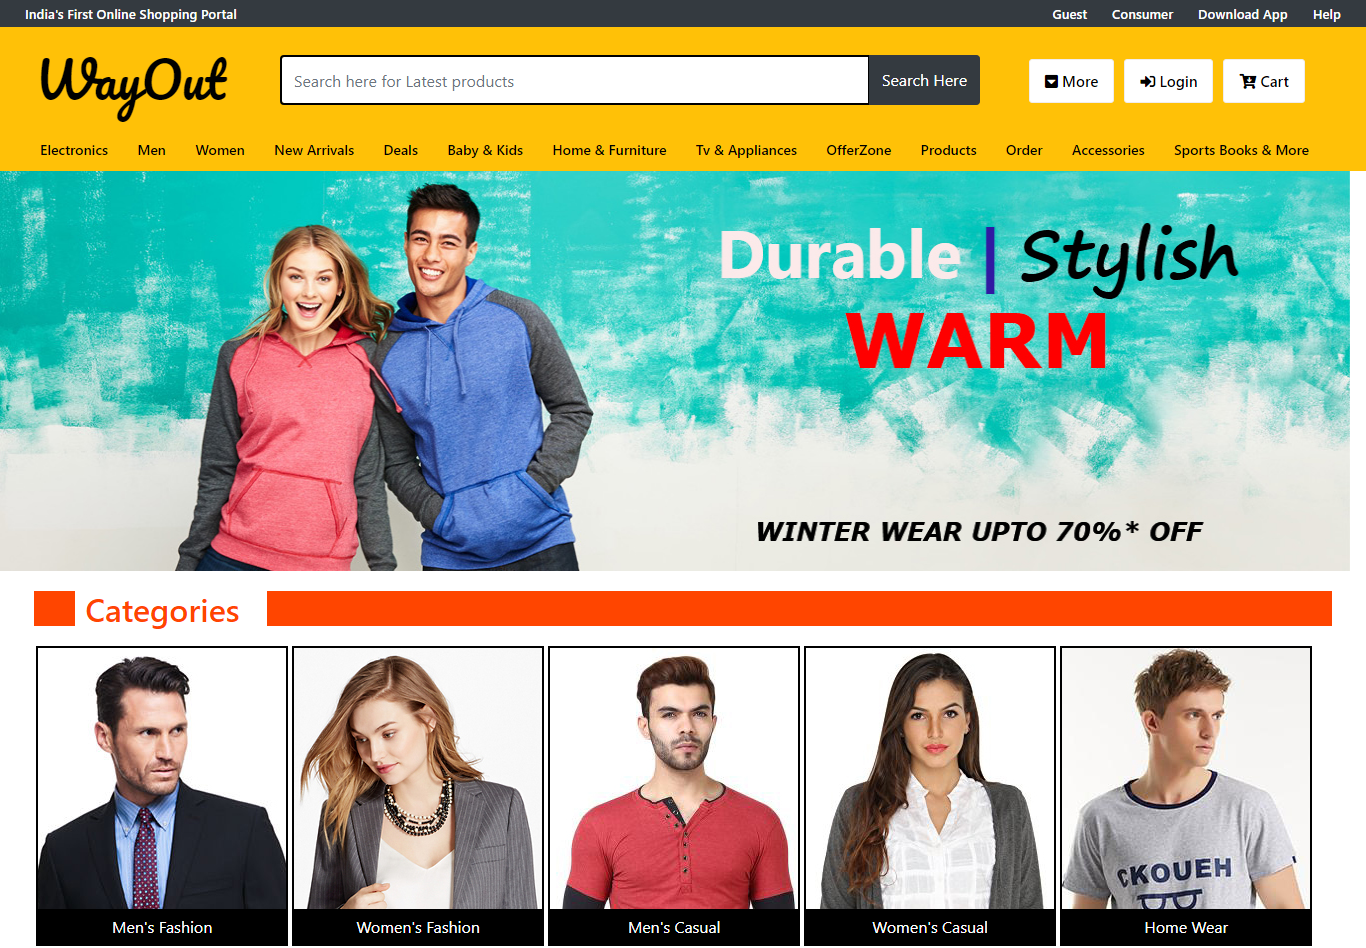 India's First Online Shopping Portal
Guest Consumer Download App Help
WayOut
Search here for Latest products
Search Here
More
Login
Cart
Electronics Men Women New Arrivals Deals Baby & Kids Home & Furniture Tv & Appliances OfferZone Products Order Accessories Sports Books & More
Durable | Stylish
WARM
WINTER WEAR UPTO 70%* OFF
Categories
CKOUEH
Men's Fashion
Women's Fashion
Men's Casual
Women's Casual
Home Wear